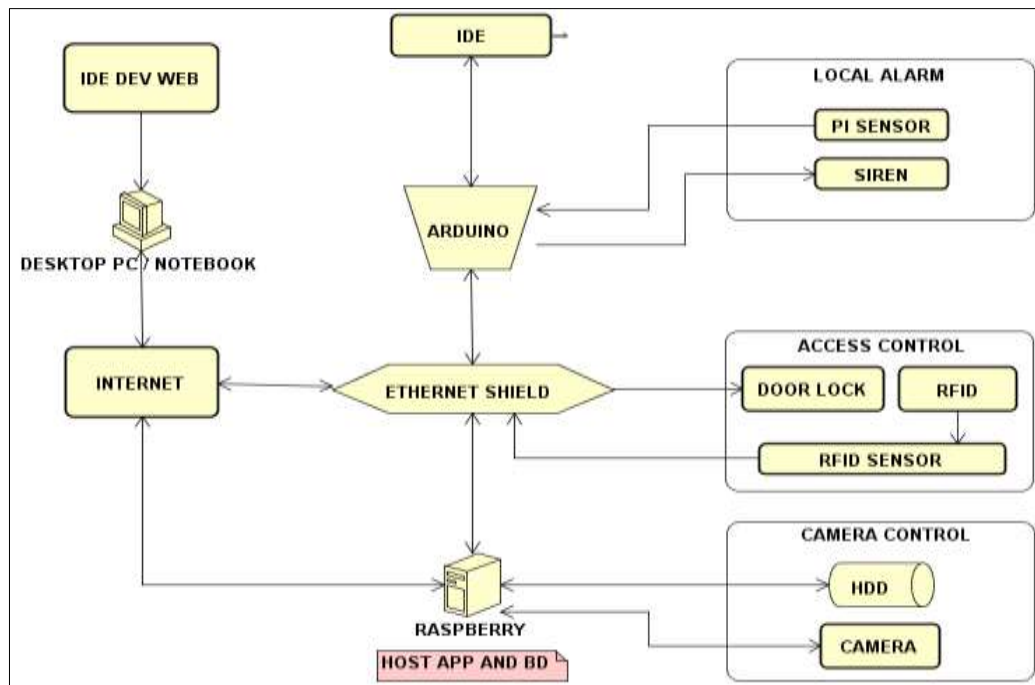 IDE
IDE DEV WEB
LOCAL ALARM
PI SENSOR
SIREN
ARDUINO
DESKTOP PC / NOTEBOOK
ACCESS CONTROL
INTERNET
ETHERNET SHIELD
DOOR LOCK
RFID
RFID SENSOR
CAMERA CONTROL
HDD
RASPBERRY
CAMERA
HOST APP AND BD